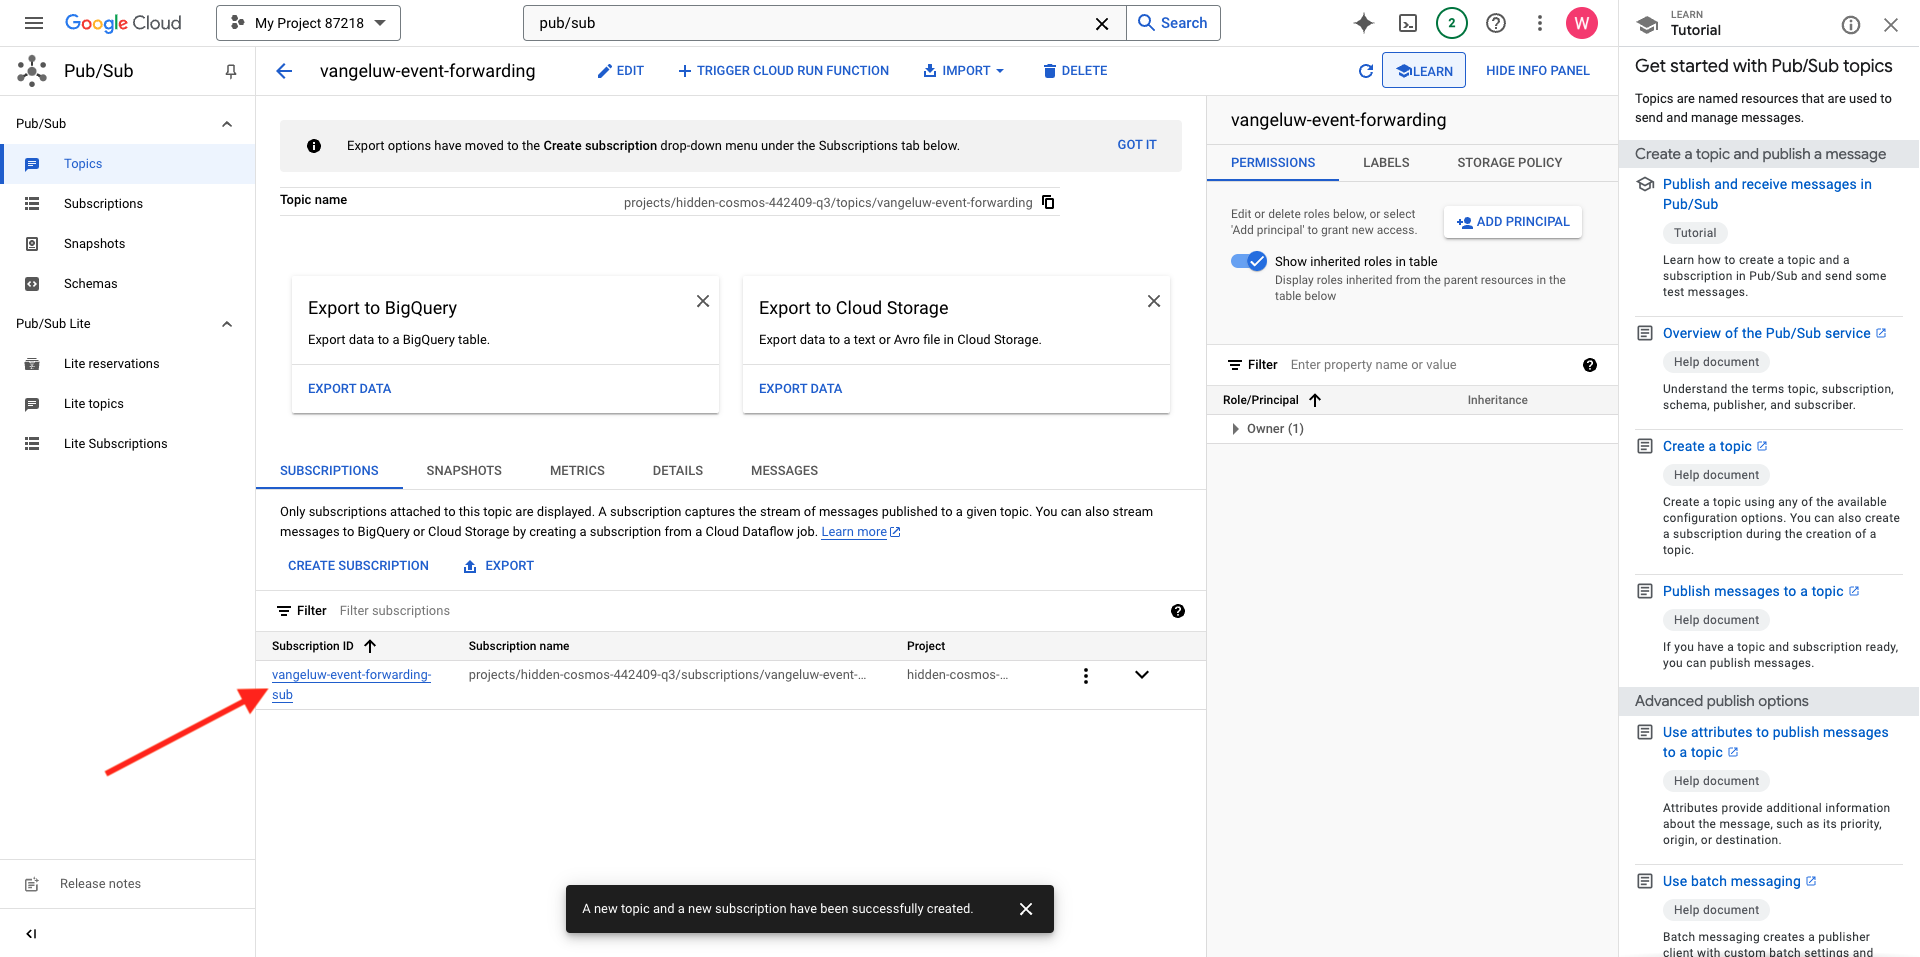 Google Cloud
My Project 87218
pub/sub
Search
2
W
LEARN
Tutorial
Pub/Sub
vangeluw-event-forwarding
EDIT
TRIGGER CLOUD RUN FUNCTION
IMPORT
DELETE
LEARN
HIDE INFO PANEL
Pub/Sub
Topics
Subscriptions
Snapshots
Schemas
Pub/Sub Lite
Lite reservations
Lite topics
Lite Subscriptions
Release notes
Export options have moved to the Create subscription drop-down menu under the Subscriptions tab below.
GOT IT
Topic name
projects/hidden-cosmos-442409-q3/topics/vangeluw-event-forwarding
Export to BigQuery
Export data to a BigQuery table.
EXPORT DATA
Export to Cloud Storage
Export data to a text or Avro file in Cloud Storage.
EXPORT DATA
SUBSCRIPTIONS
SNAPSHOTS
METRICS
DETAILS
MESSAGES
Only subscriptions attached to this topic are displayed. A subscription captures the stream of messages published to a given topic. You can also stream
messages to BigQuery or Cloud Storage by creating a subscription from a Cloud Dataflow job. Learn more
CREATE SUBSCRIPTION
EXPORT
Filter
Filter subscriptions
Subscription ID
Subscription name
Project
vangeluw-event-forwarding-
sub
projects/hidden-cosmos-442409-q3/subscriptions/vangeluw-event-...
hidden-cosmos-...
A new topic and a new subscription have been successfully created.
vangeluw-event-forwarding
PERMISSIONS
LABELS
STORAGE POLICY
Edit or delete roles below, or select
'Add principal' to grant new access.
ADD PRINCIPAL
Show inherited roles in table
Display roles inherited from the parent resources in the
table below
Filter
Enter property name or value
Role/Principal
Inheritance
Owner (1)
Get started with Pub/Sub topics
Topics are named resources that are used to
send and manage messages.
Create a topic and publish a message
Publish and receive messages in
Pub/Sub
Tutorial
Learn how to create a topic and a
subscription in Pub/Sub and send some
test messages.
Overview of the Pub/Sub service
Help document
Understand the terms topic, subscription,
schema, publisher, and subscriber.
Create a topic
Help document
Create a topic using any of the available
configuration options. You can also create
a subscription during the creation of a
topic.
Publish messages to a topic
Help document
If you have a topic and subscription ready,
you can publish messages.
Advanced publish options
Use attributes to publish messages
to a topic
Help document
Attributes provide additional information
about the message, such as its priority,
origin, or destination.
Use batch messaging
Help document
Batch messaging creates a publisher
client with custom batch settings and